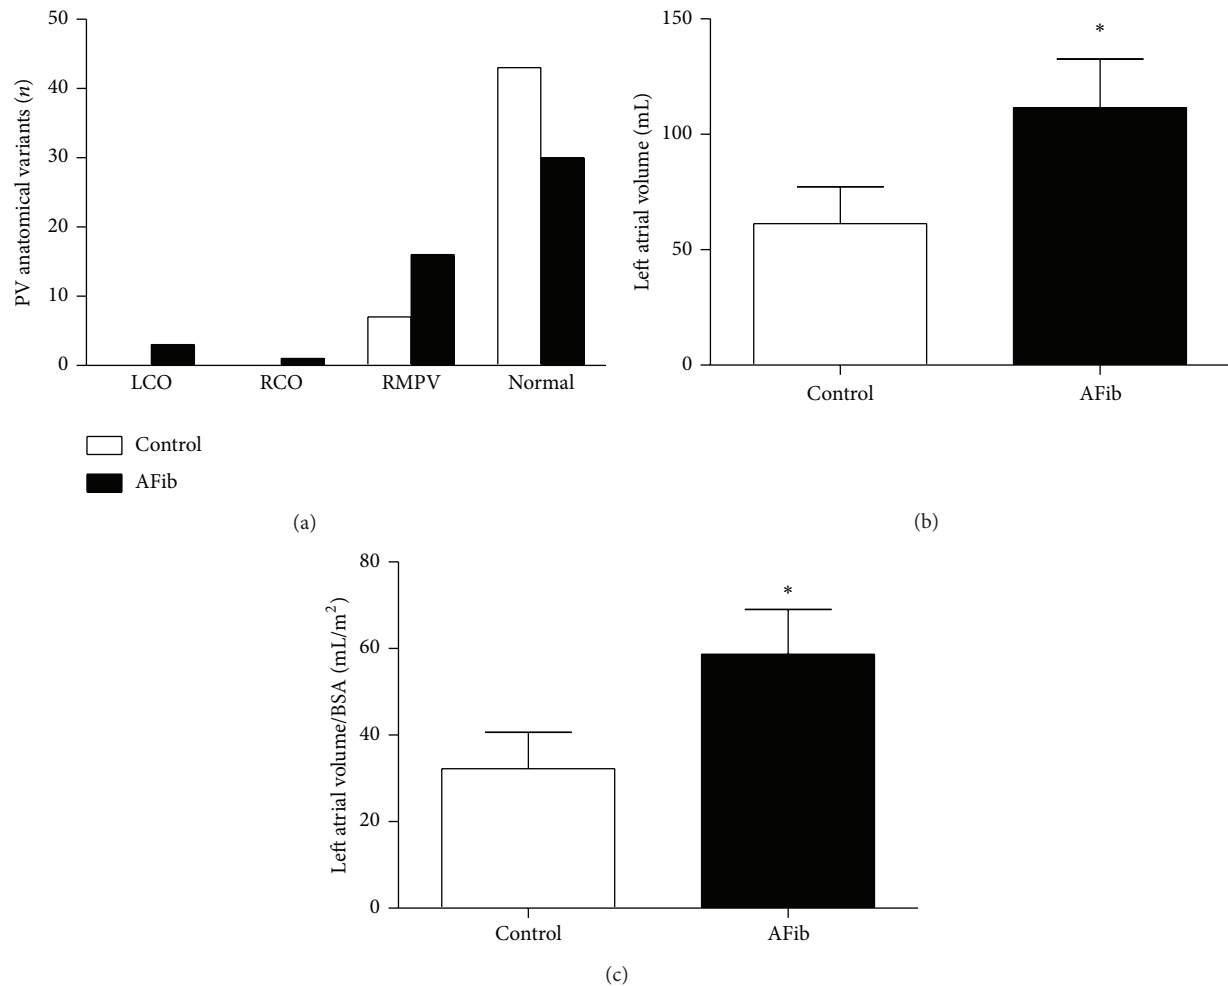 50
40
30
20
10
0
PV anatomical variants (n)
LCO RCO RMPV Normal
Control
AFib
(a)
150
100
50
0
Left atrial volume (mL)
*
Control AFib
(b)
80
60
40
20
0
Left atrial volume/BSA (mL/m²)
*
Control AFib
(c)